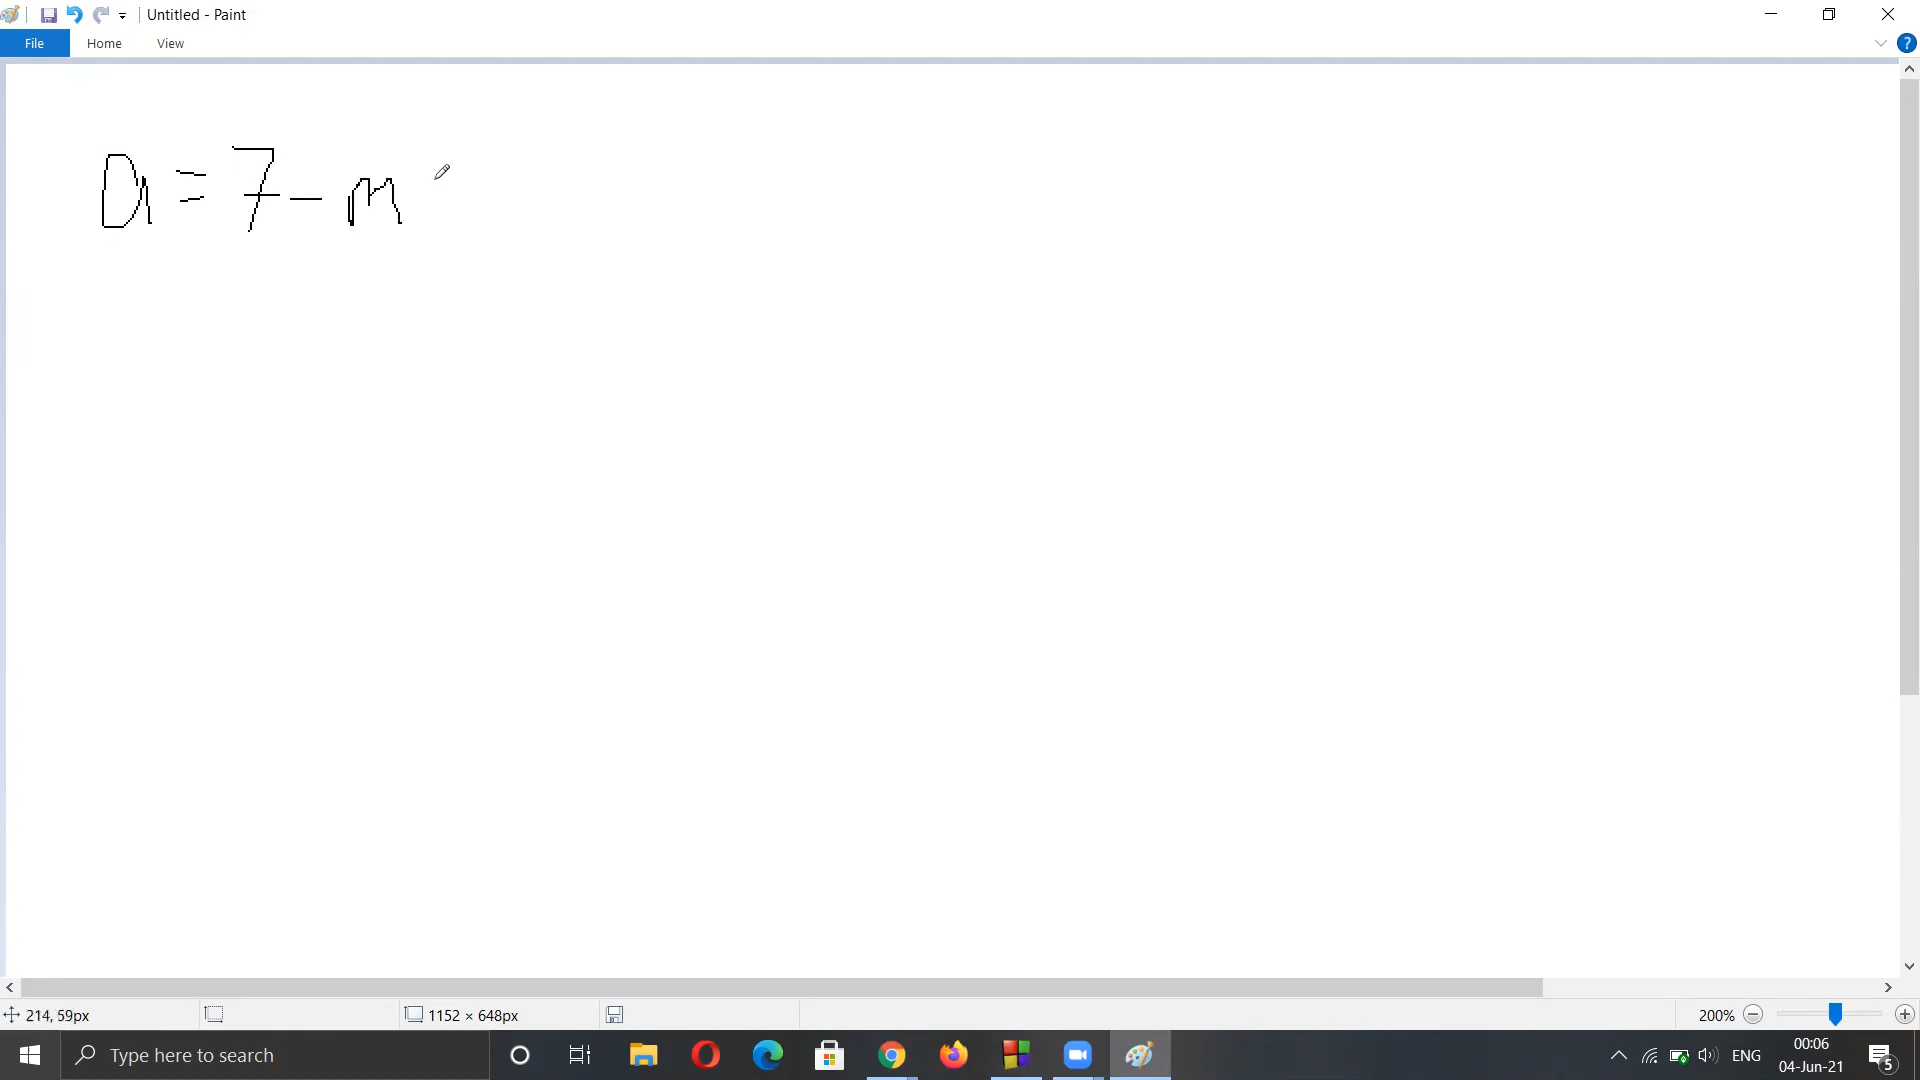 Untitled - Paint
File Home View
a = 7 - m
214, 59px 1152 × 648px 200%
Type here to search ENG 00:06 04-Jun-21 5